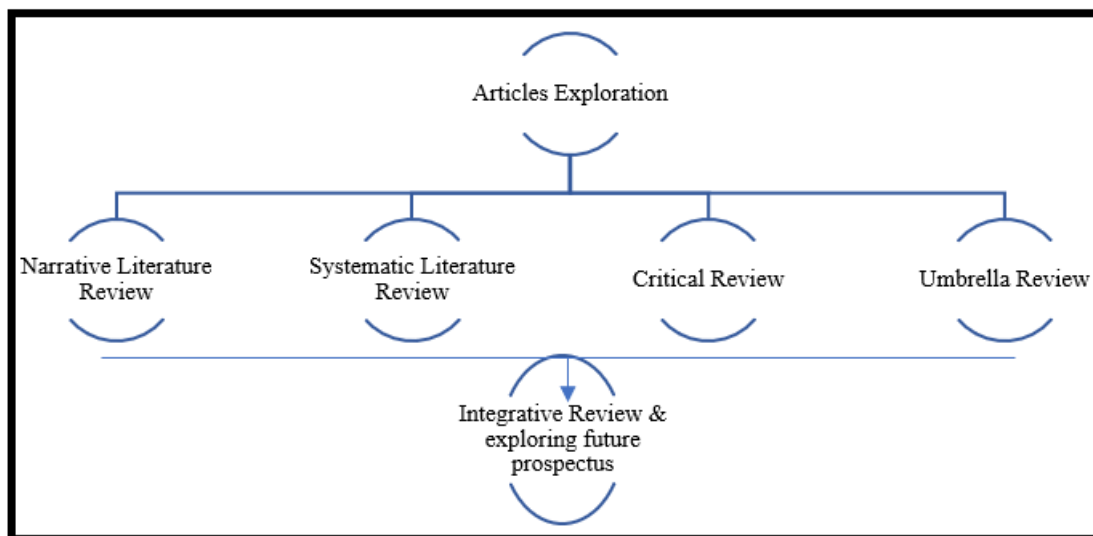 Articles Exploration
Narrative Literature
Review
Systematic Literature
Review
Critical Review
Umbrella Review
Integrative Review &
exploring future
prospectus